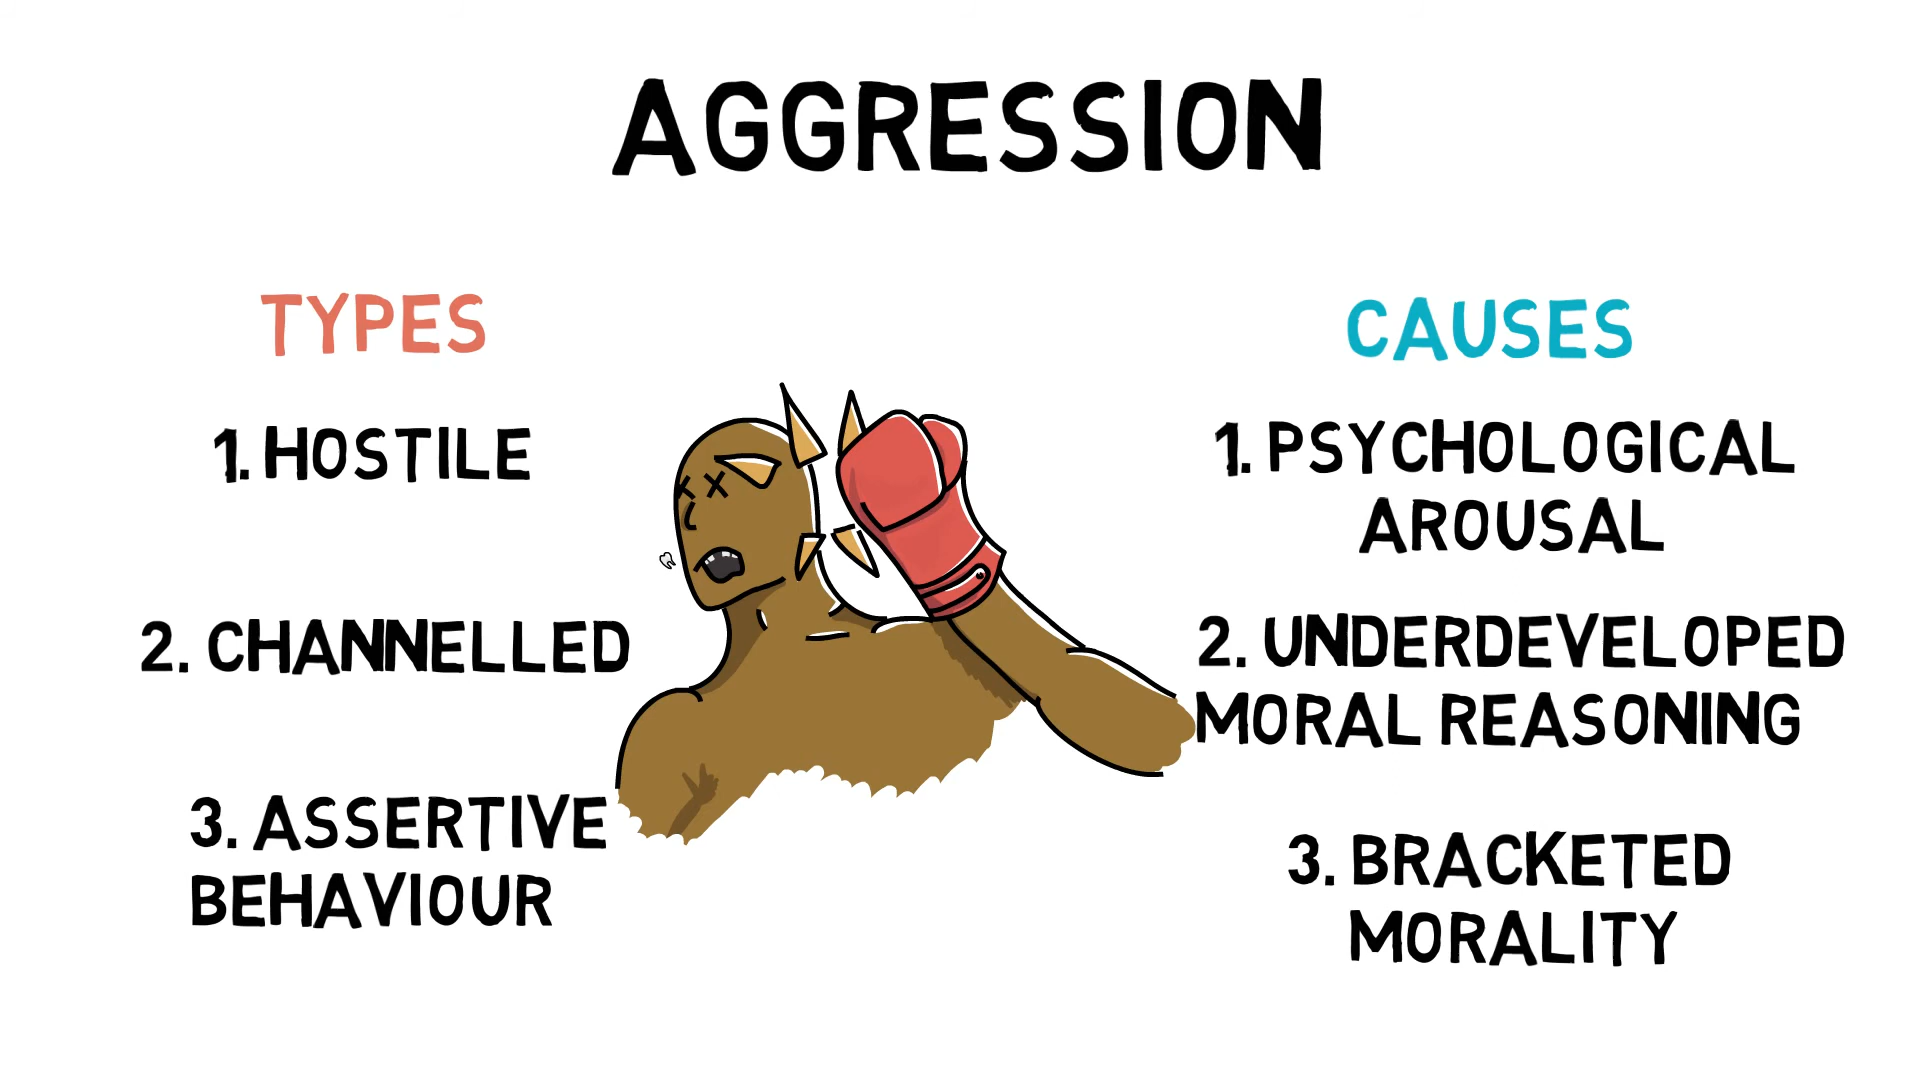 AGGRESSION
TYPES
1. HOSTILE
2. CHANNELLED
3. ASSERTIVE
BEHAVIOUR
CAUSES
1. PSYCHOLOGICAL
AROUSAL
2. UNDERDEVELOPED
MORAL REASONING
3. BRACKETED
MORALITY